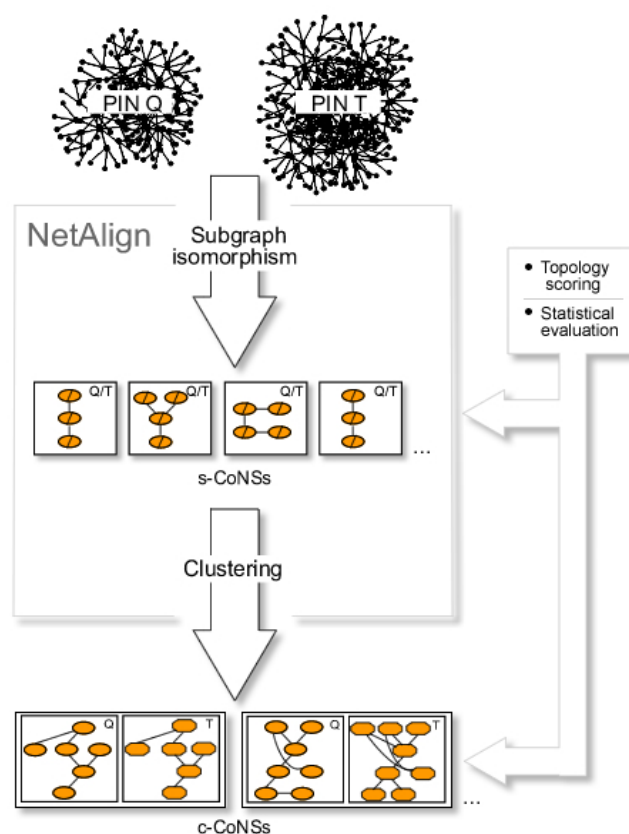 PIN Q
PIN T
NetAlign
Subgraph
isomorphism
• Topology
scoring
• Statistical
evaluation
Q/T
Q/T
Q/T
Q/T
...
s-CoNSs
Clustering
Q
T
Q
T
...
c-CoNSs